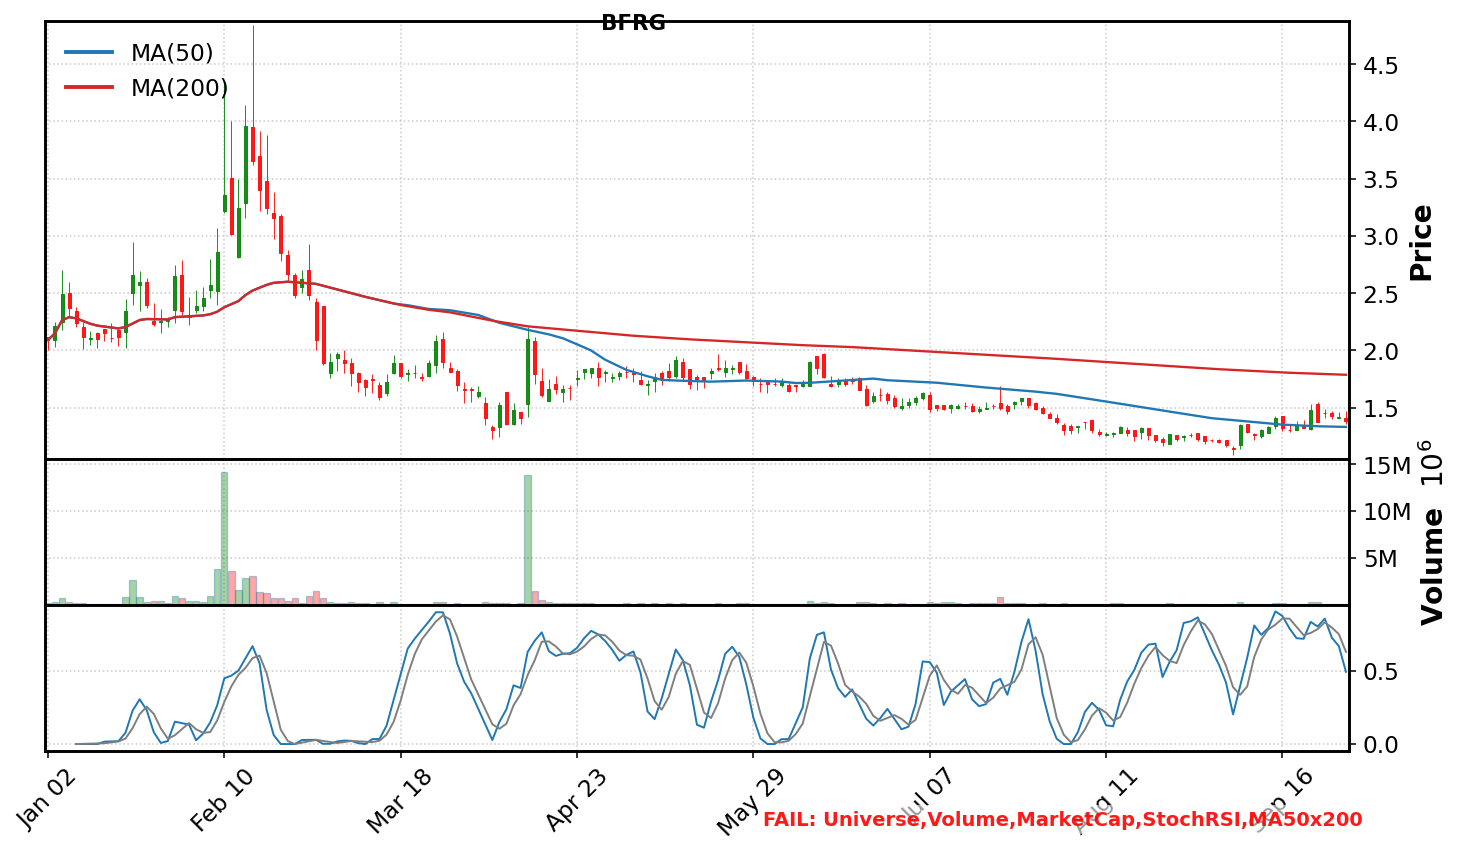 BFRG
MA(50)
MA(200)
4.5
4.0
3.5
3.0
2.5
2.0
1.5
Price
15M
10M
5M
Volume 10^6
0.5
0.0
Jan 02
Feb 10
Mar 18
Apr 23
May 29
Jul 07
Aug 11
Sep 16
FAIL: Universe,Volume,MarketCap,StochRSI,MA50x200